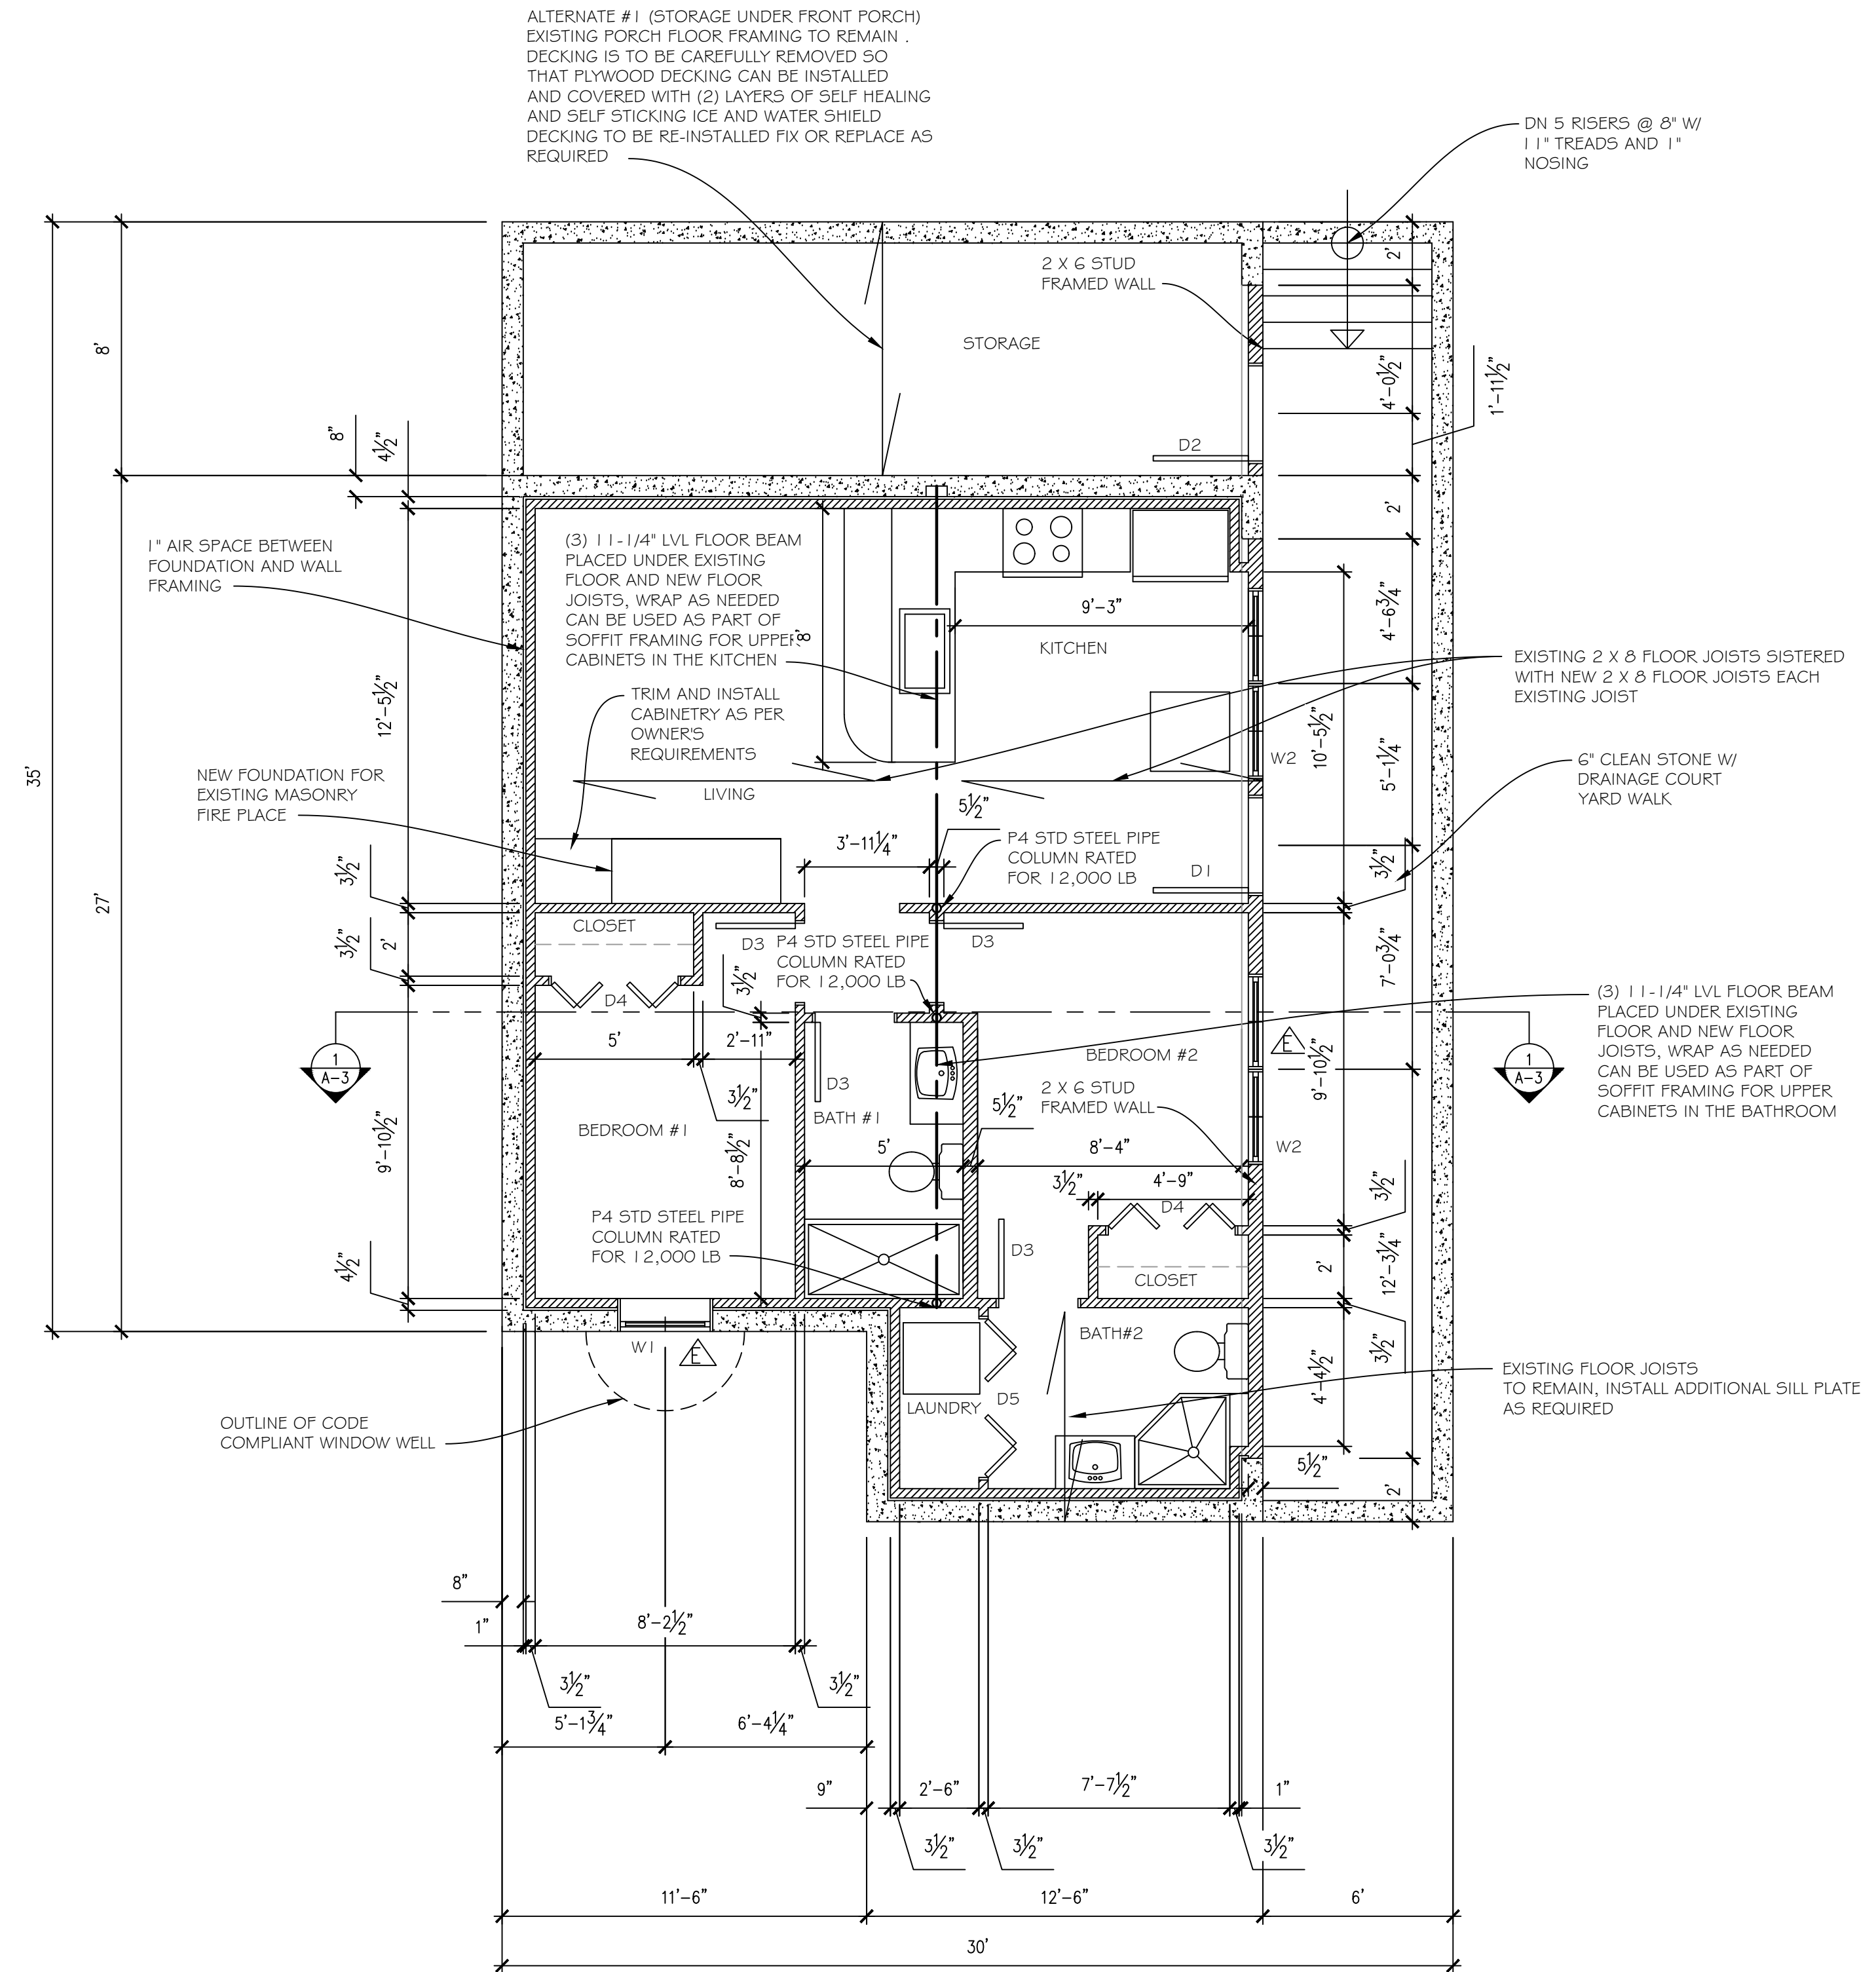 ALTERNATE #1 (STORAGE UNDER FRONT PORCH)
EXISTING PORCH FLOOR FRAMING TO REMAIN .
DECKING IS TO BE CAREFULLY REMOVED SO
THAT PLYWOOD DECKING CAN BE INSTALLED
AND COVERED WITH (2) LAYERS OF SELF HEALING
AND SELF STICKING ICE AND WATER SHIELD
DECKING TO BE RE-INSTALLED FIX OR REPLACE AS
REQUIRED
DN 5 RISERS @ 8" W/
11" TREADS AND 1"
NOSING
2 X 6 STUD
FRAMED WALL
STORAGE
D2
2'
4'-0½"
1'-11½"
2'
8'
35'
27'
8"
4½"
12'-5½"
3½"
3½"
2'
9'-10½"
4½"
1" AIR SPACE BETWEEN
FOUNDATION AND WALL
FRAMING
(3) 11-1/4" LVL FLOOR BEAM
PLACED UNDER EXISTING
FLOOR AND NEW FLOOR
JOISTS, WRAP AS NEEDED
CAN BE USED AS PART OF
SOFFIT FRAMING FOR UPPER
CABINETS IN THE KITCHEN
8'
9'-3"
KITCHEN
TRIM AND INSTALL
CABINETRY AS PER
OWNER'S
REQUIREMENTS
LIVING
NEW FOUNDATION FOR
EXISTING MASONRY
FIRE PLACE
EXISTING 2 X 8 FLOOR JOISTS SISTERED
WITH NEW 2 X 8 FLOOR JOISTS EACH
EXISTING JOIST
6" CLEAN STONE W/
DRAINAGE COURT
YARD WALK
4'-6¾"
W2
10'-5½"
5'-1¼"
5½"
3'-11¼"
P4 STD STEEL PIPE
COLUMN RATED
FOR 12,000 LB
D1
3½"
CLOSET
D3
P4 STD STEEL PIPE
COLUMN RATED
FOR 12,000 LB
D3
3½"
D4
7'-0¾"
5'
2'-11"
3½"
1
A-3
BEDROOM #2
E
9'-10½"
1
A-3
(3) 11-1/4" LVL FLOOR BEAM
PLACED UNDER EXISTING
FLOOR AND NEW FLOOR
JOISTS, WRAP AS NEEDED
CAN BE USED AS PART OF
SOFFIT FRAMING FOR UPPER
CABINETS IN THE BATHROOM
D3
BATH #1
2 X 6 STUD
FRAMED WALL
5½"
BEDROOM #1
8'-8½"
5'
8'-4"
W2
3½"
4'-9"
D4
3½"
P4 STD STEEL PIPE
COLUMN RATED
FOR 12,000 LB
D3
CLOSET
2'
12'-3¼"
3½"
W1
E
BATH#2
4'-4½"
EXISTING FLOOR JOISTS
TO REMAIN, INSTALL ADDITIONAL SILL PLATE
AS REQUIRED
LAUNDRY
D5
OUTLINE OF CODE
COMPLIANT WINDOW WELL
5½"
2'
8"
1"
8'-2½"
3½"
3½"
5'-1¾"
6'-4¼"
9"
2'-6"
7'-7½"
1"
3½"
3½"
3½"
11'-6"
12'-6"
6'
30'